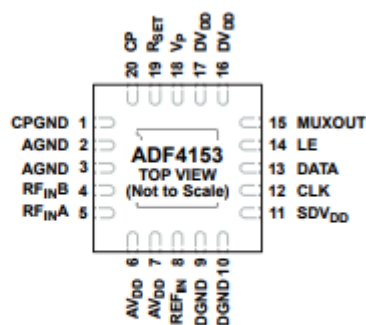 20 CP
19 RSET
18 VP
17 DVDD
16 DVDD
CPGND 1
AGND 2
AGND 3
RFINB 4
RFINA 5
ADF4153
TOP VIEW
(Not to Scale)
15 MUXOUT
14 LE
13 DATA
12 CLK
11 SDVDD
AVDD 6
AVDD 7
REFIN 8
DGND 9
DGND 10